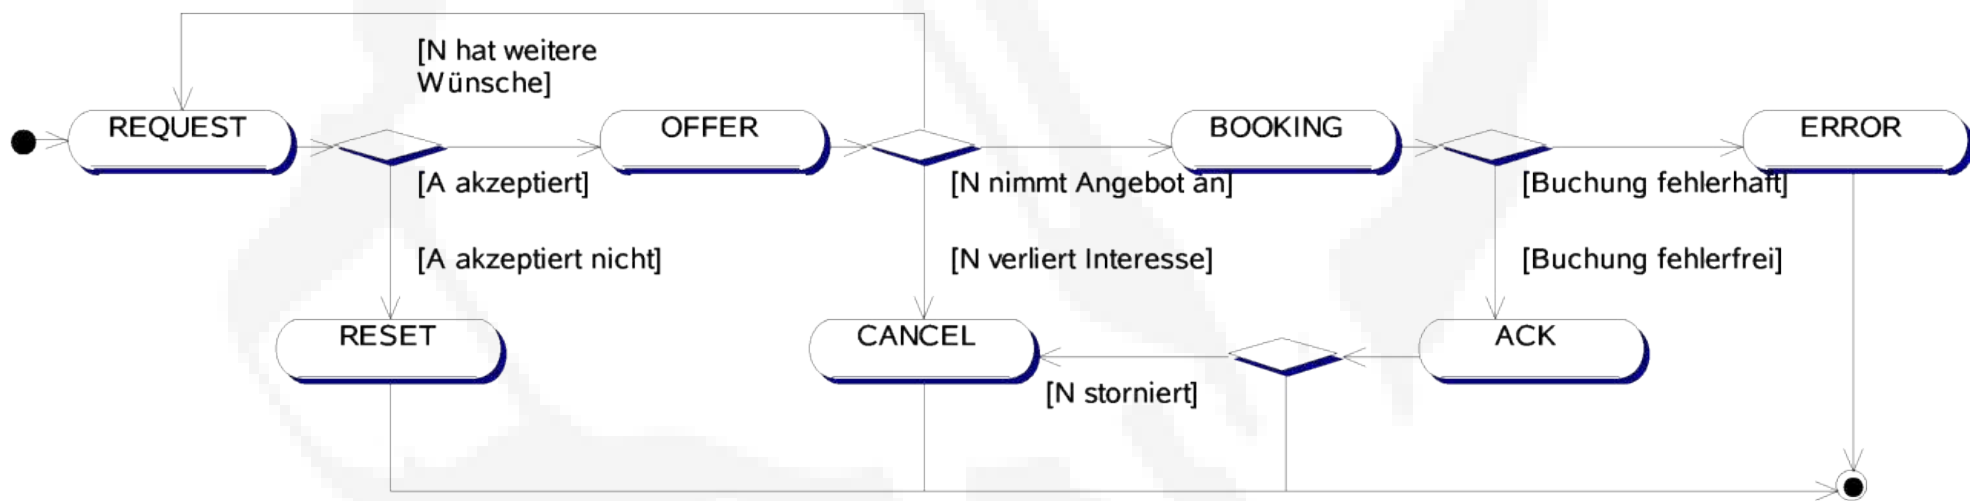 [N hat weitere
Wünsche]
REQUEST
OFFER
BOOKING
ERROR
[A akzeptiert]
[N nimmt Angebot an]
[Buchung fehlerhaft]
[A akzeptiert nicht]
[N verliert Interesse]
[Buchung fehlerfrei]
RESET
CANCEL
ACK
[N storniert]